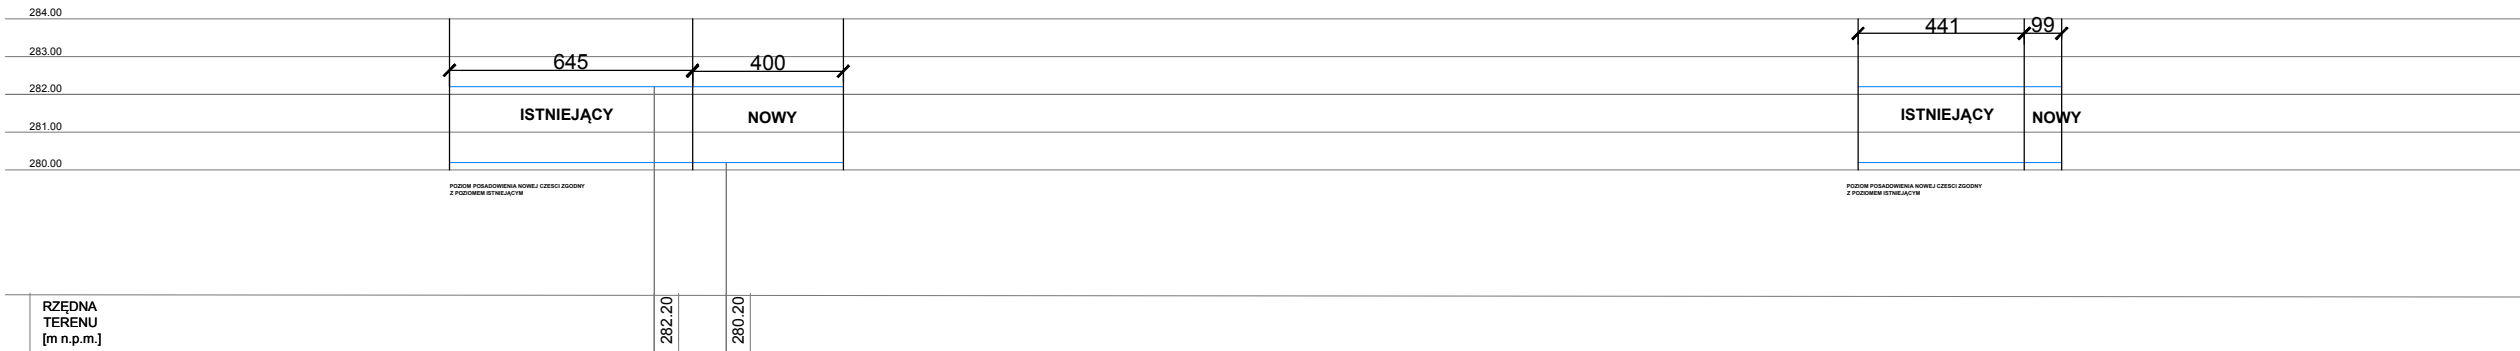 284.00
283.00
282.00
281.00
280.00
645
400
ISTNIEJĄCY
NOWY
POZIOM POSADOWIENIA NOWEJ CZESCI ZGODNY
Z POZIOMEM ISTNIEJĄCYM
441
99
ISTNIEJĄCY
NOWY
POZIOM POSADOWIENIA NOWEJ CZESCI ZGODNY
Z POZIOMEM ISTNIEJĄCYM
RZĘDNA
TERENU
[m n.p.m.]
282.20
280.20